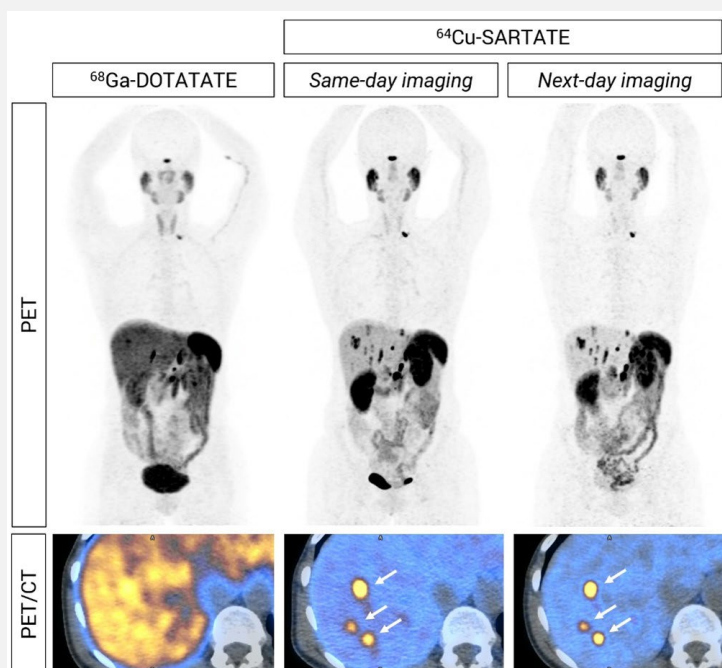 ⁶⁴Cu-SARTATE
⁶⁸Ga-DOTATATE
Same-day imaging
Next-day imaging
PET
PET/CT